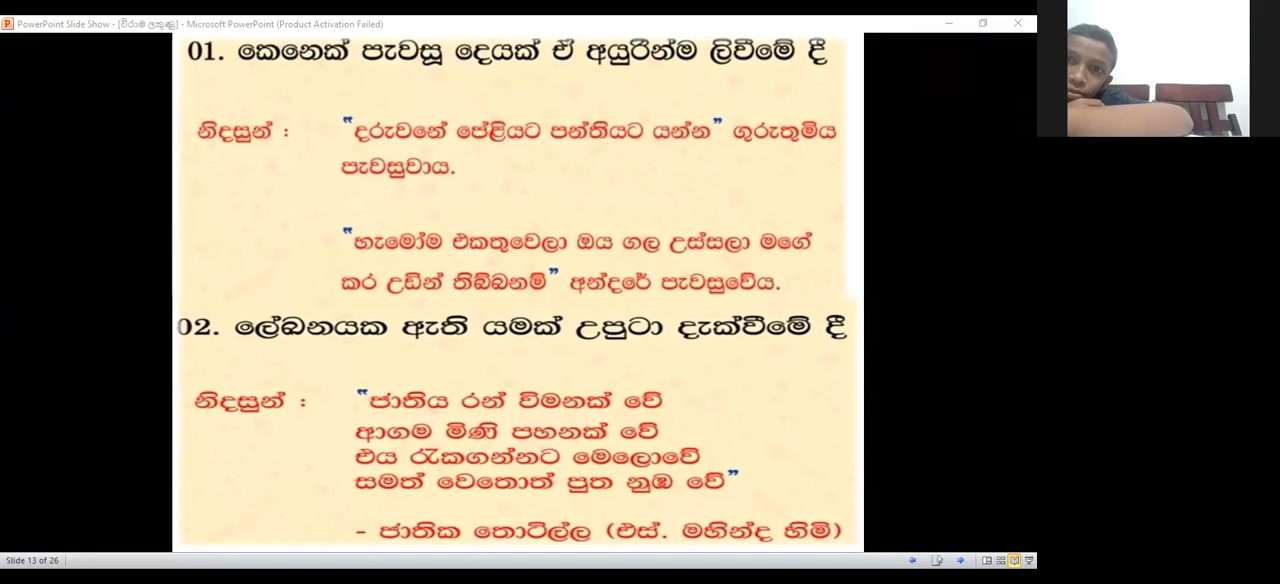 PowerPoint Slide Show - [විරාම ලකුණු] - Microsoft PowerPoint (Product Activation Failed)
01. කෙනෙක් පැවසූ දෙයක් ඒ අයුරින්ම ලිවීමේ දී
නිදසුන් : "දරුවනේ පේළියට පන්තියට යන්න" ගුරුතුමිය
පැවසුවාය.
"හැමෝම එකතුවෙලා ඔය ගල උස්සලා මගේ
කර උඩින් තිබ්බනම්" අන්දරේ පැවසුවේය.
02. ලේඛනයක ඇති යමක් උපුටා දැක්වීමේ දී
නිදසුන් : "ජාතිය රන් විමනක් වේ
ආගම මිණි පහනක් වේ
එය රැකගන්නට මෙලොවේ
සමත් වෙතොත් පුත නුඹ වේ"
- ජාතික තොටිල්ල (එස්. මහින්ද හිමි)
Slide 13 of 26